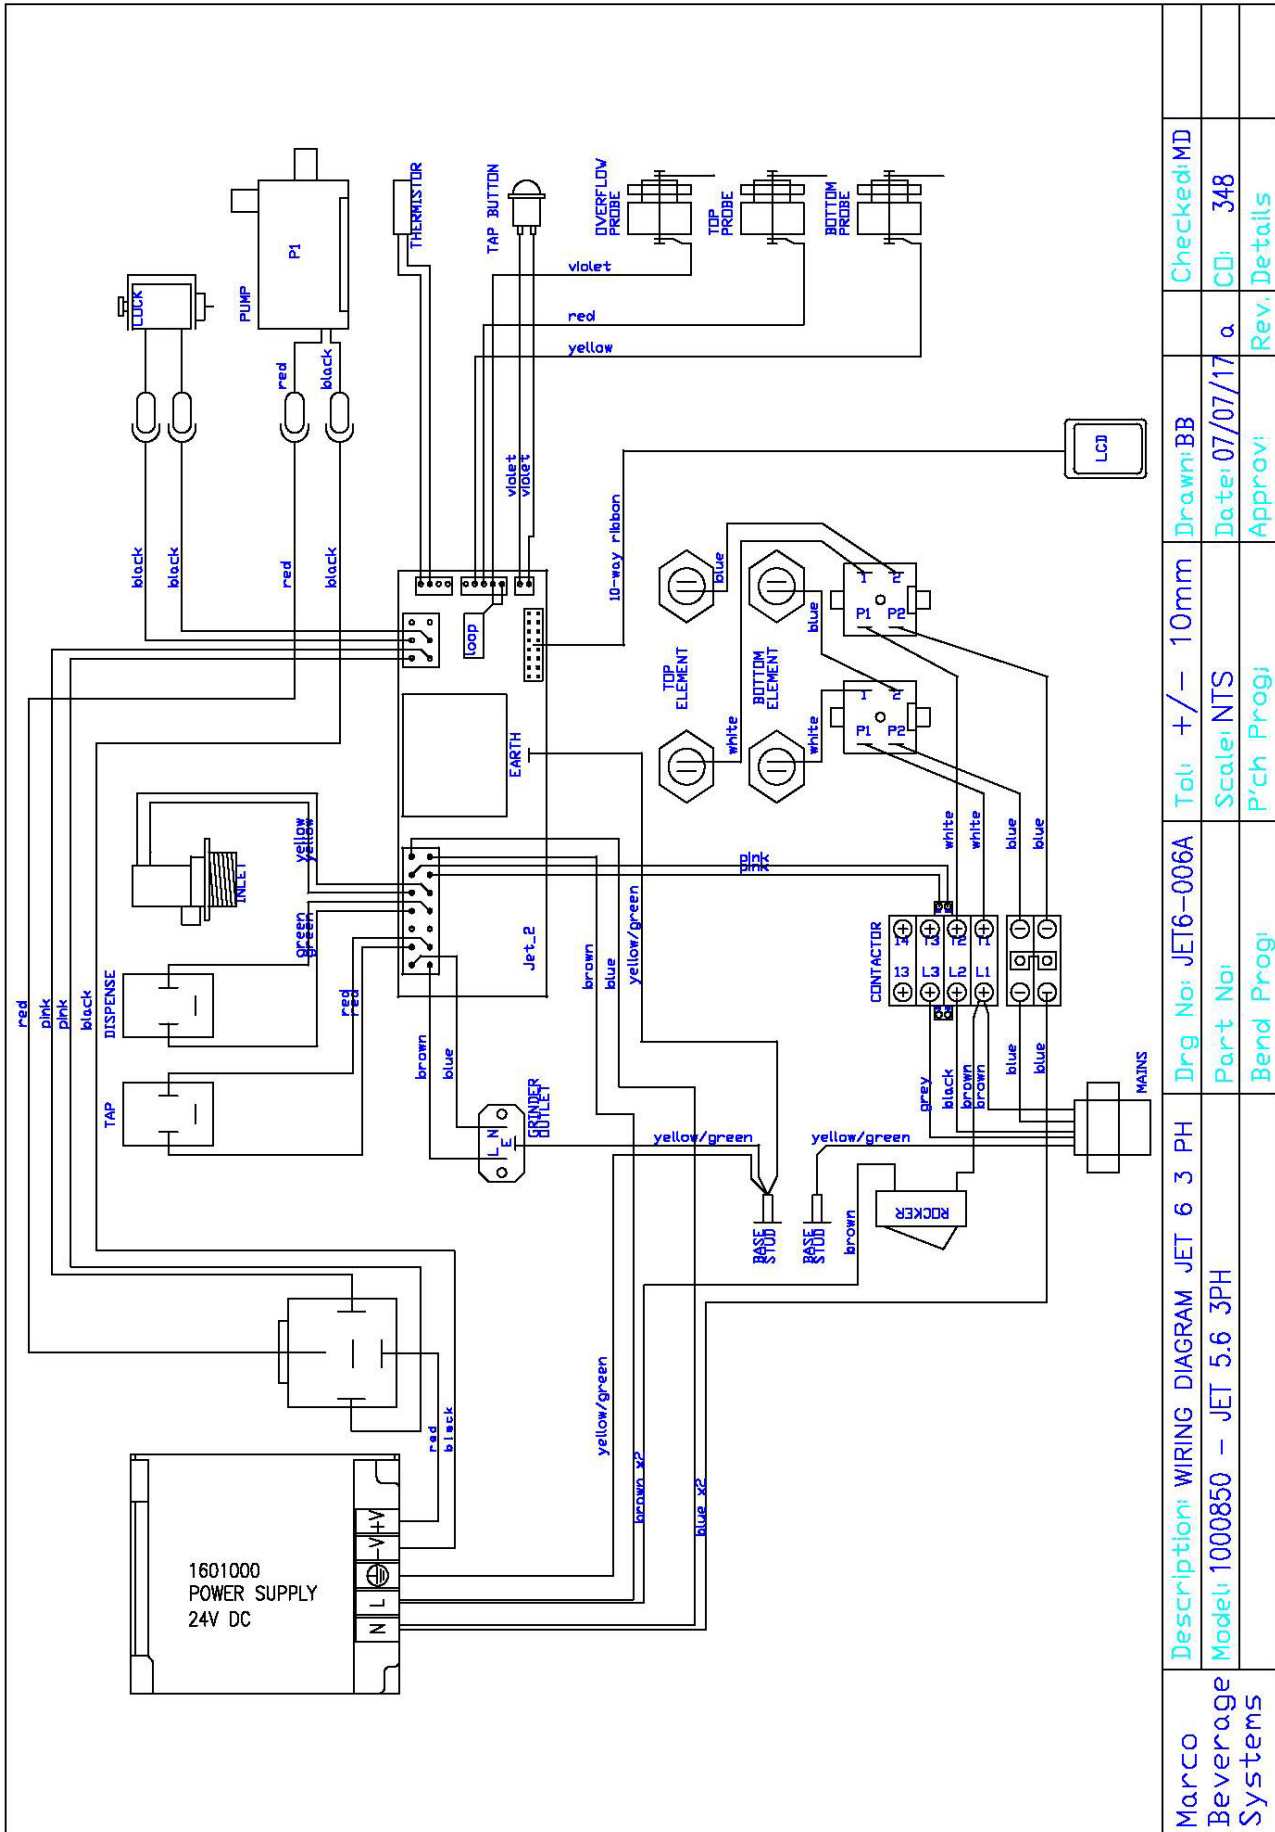 LOCK
PUMP
P1
red
black
black
black
red
black
THERMISTOR
TAP BUTTON
OVERFLOW
PROBE
TOP
PROBE
BOTTOM
PROBE
violet
red
yellow
violet
violet
10-way ribbon
LCD
loop
EARTH
Jet_2
INLET
yellow
yellow
green
green
red
red
DISPENSE
TAP
red
pink
pink
black
brown
blue
L
N
E
GRINDER
OUTLET
brown
blue
yellow/green
TOP
ELEMENT
BOTTOM
ELEMENT
blue
blue
white
white
1
2
P1
P2
1
2
P1
P2
white
white
blue
blue
CONTACTOR
14
T3
T2
T1
13
L3
L2
L1
grey
black
brown
brown
blue
blue
MAINS
yellow/green
yellow/green
BASE
STUD
BASE
STUD
brown
ROCKER
yellow/green
brown x2
blue x2
red
black
1601000
POWER SUPPLY
24V DC
N
L
-V
+V
Marco
Beverage
Systems
Description: WIRING DIAGRAM JET 6 3 PH
Model: 1000850 - JET 5.6 3PH
Drg No: JET6-006A
Part No:
Bend Prog:
Tol: +/- 10mm
Scale: NTS
P'ch Prog:
Drawn: BB
Date: 07/07/17
a
Approv:
Rev.
Checked: MD
CO: 348
Details